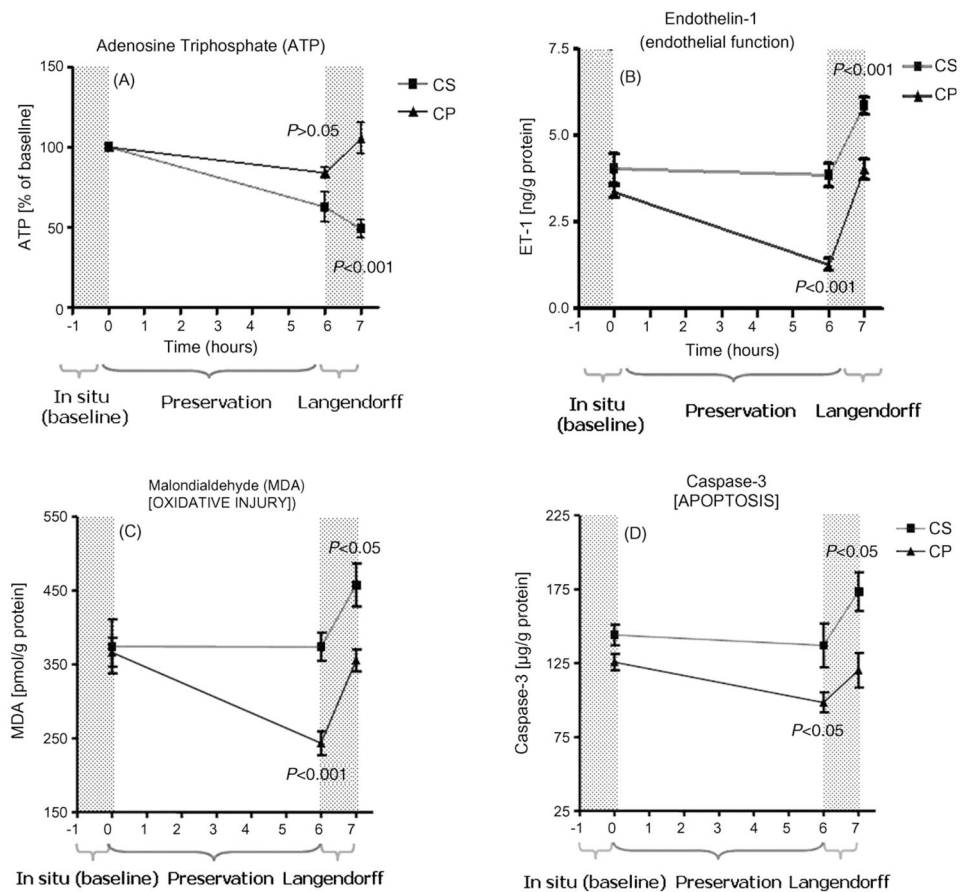 Adenosine Triphosphate (ATP)
(A)
CS
CP
ATP [% of baseline]
150
100
50
0
P>0.05
P<0.001
-1 0 1 2 3 4 5 6 7
Time (hours)
In situ
(baseline)
Preservation
Langendorff
Endothelin-1
(endothelial function)
(B)
CS
CP
ET-1 [ng/g protein]
7.5
5.0
2.5
0.0
P<0.001
P<0.001
-1 0 1 2 3 4 5 6 7
Time (hours)
In situ
(baseline)
Preservation
Langendorff
Malondialdehyde (MDA)
[OXIDATIVE INJURY])
(C)
MDA [pmol/g protein]
550
450
350
250
150
P<0.05
P<0.001
-1 0 1 2 3 4 5 6 7
In situ (baseline) Preservation Langendorff
Caspase-3
[APOPTOSIS]
(D)
CS
CP
Caspase-3 [µg/g protein]
225
175
125
75
25
P<0.05
P<0.05
-1 0 1 2 3 4 5 6 7
In situ (baseline) Preservation Langendorff